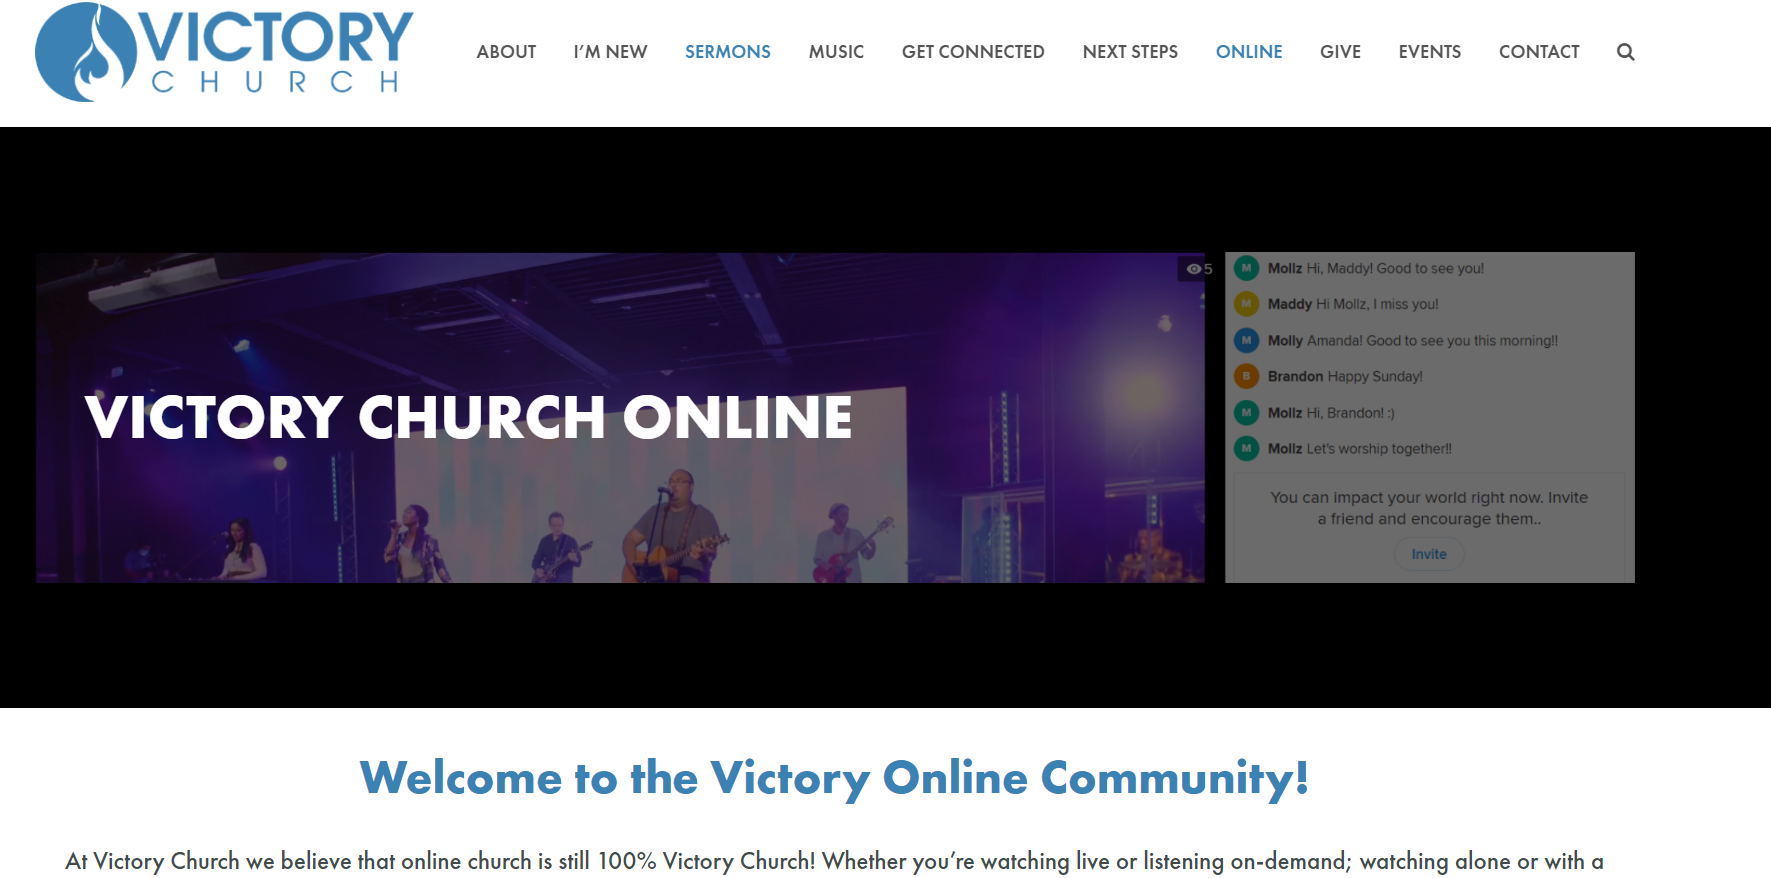 VICTORY
CHURCH
ABOUT I'M NEW SERMONS MUSIC GET CONNECTED NEXT STEPS ONLINE GIVE EVENTS CONTACT
5
VICTORY CHURCH ONLINE
M Mollz Hi, Maddy! Good to see you!
M Maddy Hi Mollz, I miss you!
M Molly Amanda! Good to see you this morning!!
B Brandon Happy Sunday!
M Mollz Hi, Brandon! :)
M Mollz Let's worship together!!
You can impact your world right now. Invite
a friend and encourage them..
Invite
Welcome to the Victory Online Community!
At Victory Church we believe that online church is still 100% Victory Church! Whether you’re watching live or listening on-demand; watching alone or with a